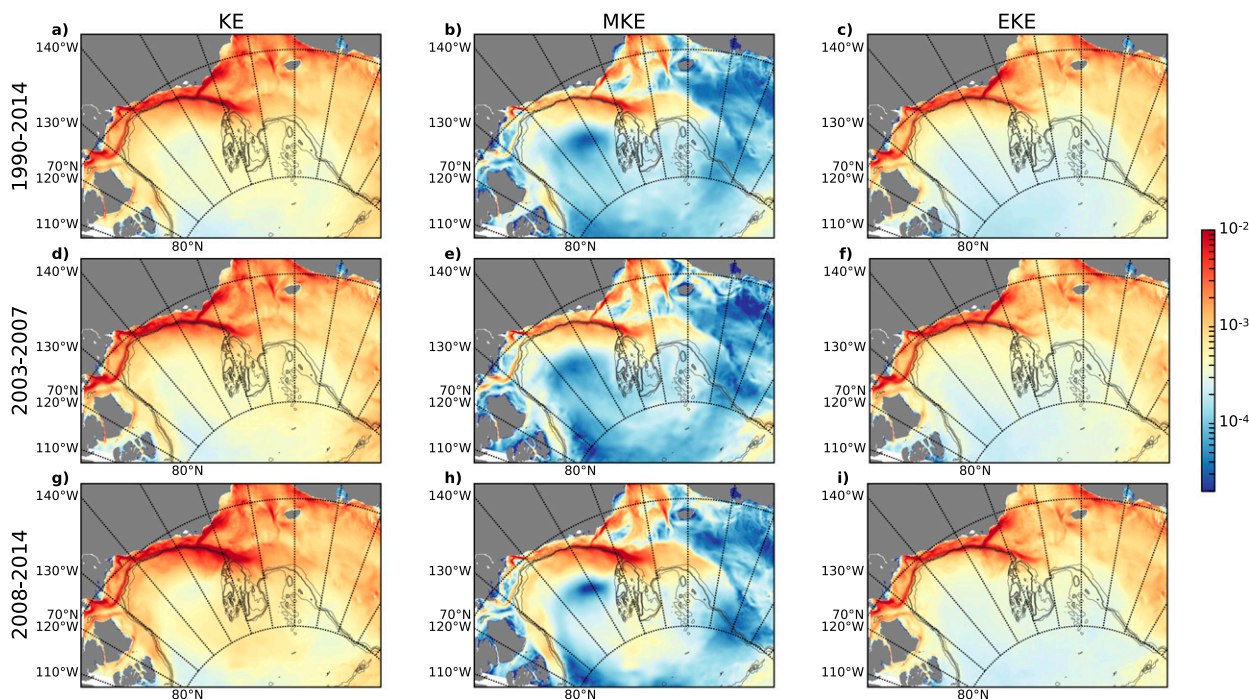 KE MKE EKE
a) b) c)
140°W 140°W 140°W
1990-2014
130°W 130°W 130°W
70°N 70°N 70°N
120°W 120°W 120°W
110°W 110°W 110°W
80°N 80°N 80°N
10-2
d) e) f)
140°W 140°W 140°W
2003-2007
10-3
130°W 130°W 130°W
70°N 70°N 70°N
120°W 120°W 120°W
10-4
110°W 110°W 110°W
80°N 80°N 80°N
g) h) i)
140°W 140°W 140°W
2008-2014
130°W 130°W 130°W
70°N 70°N 70°N
120°W 120°W 120°W
110°W 110°W 110°W
80°N 80°N 80°N